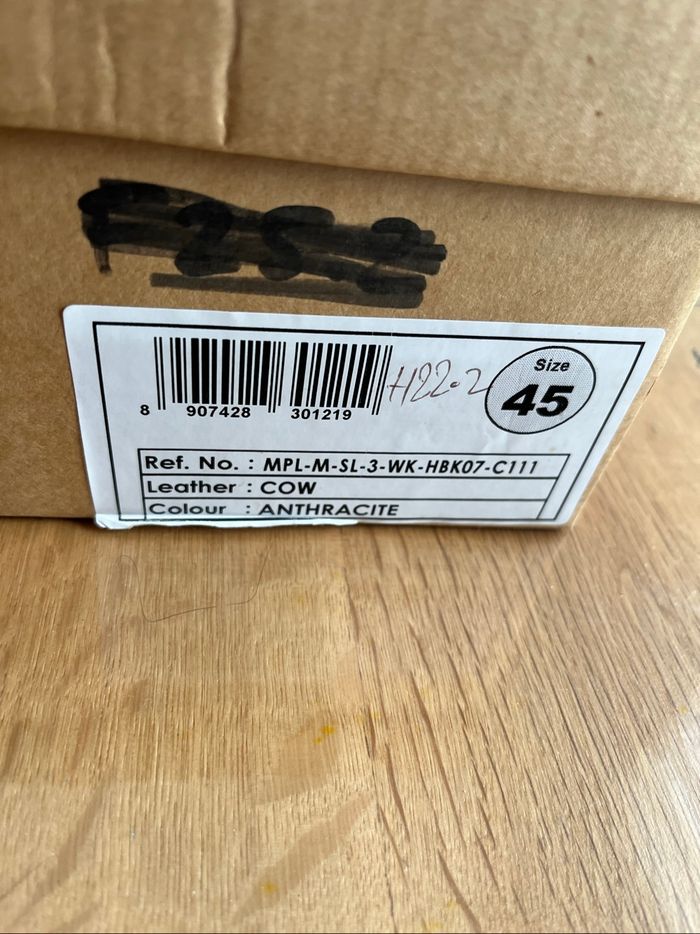 H22.2
Size
45
8 907428 301219
Ref. No. : MPL-M-SL-3-WK-HBK07-C111
Leather : COW
Colour : ANTHRACITE